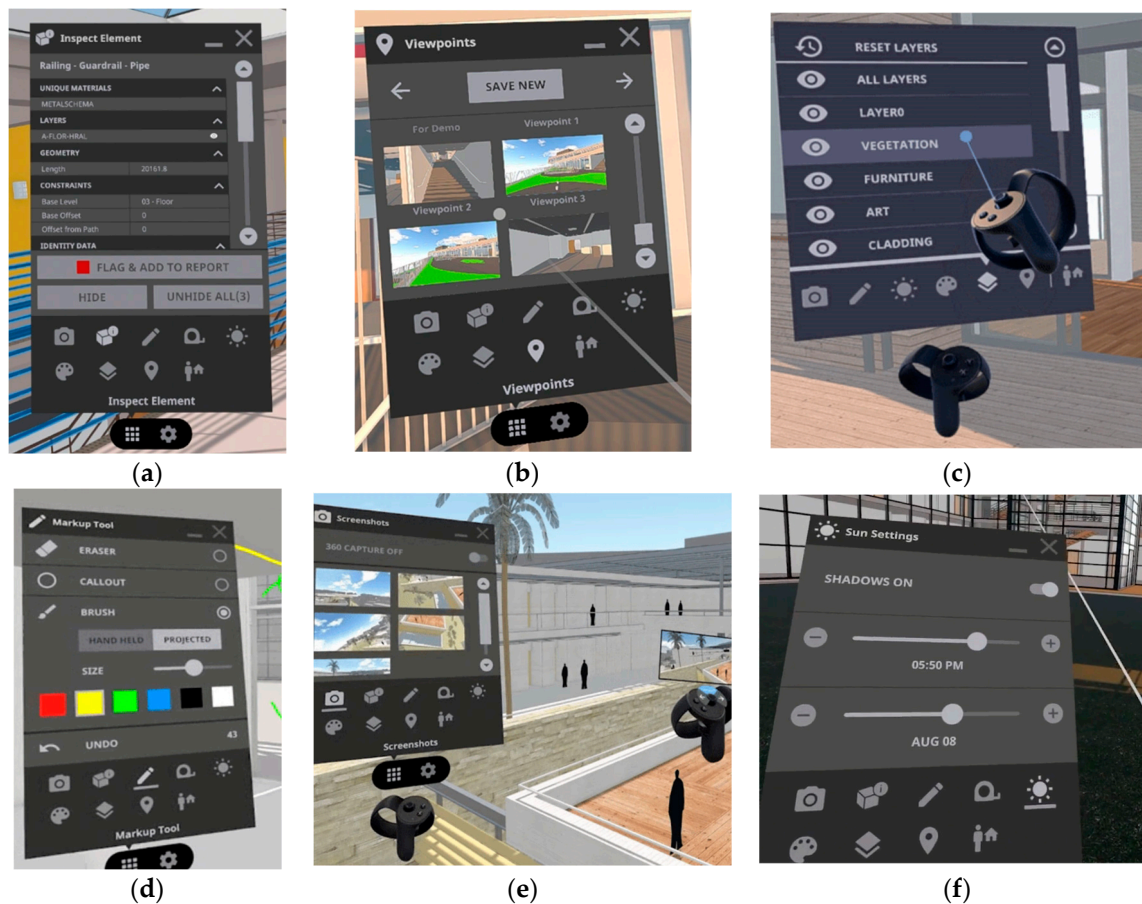 Inspect Element
Railing - Guardrail - Pipe
UNIQUE MATERIALS
METALSCHEMA
LAYERS
A-FLOR-HRAL
GEOMETRY
Length 20161.8
CONSTRAINTS
Base Level 03 - Floor
Base Offset 0
Offset from Path 0
IDENTITY DATA
FLAG & ADD TO REPORT
HIDE UNHIDE ALL(3)
Inspect Element
(a)
Viewpoints
SAVE NEW
For Demo Viewpoint 1
Viewpoint 2 Viewpoint 3
Viewpoints
(b)
RESET LAYERS
ALL LAYERS
LAYER0
VEGETATION
FURNITURE
ART
CLADDING
(c)
Markup Tool
ERASER
CALLOUT
BRUSH
HAND HELD PROJECTED
SIZE
UNDO 43
Markup Tool
(d)
Screenshots
360 CAPTURE OFF
Screenshots
(e)
Sun Settings
SHADOWS ON
05:50 PM
AUG 08
(f)